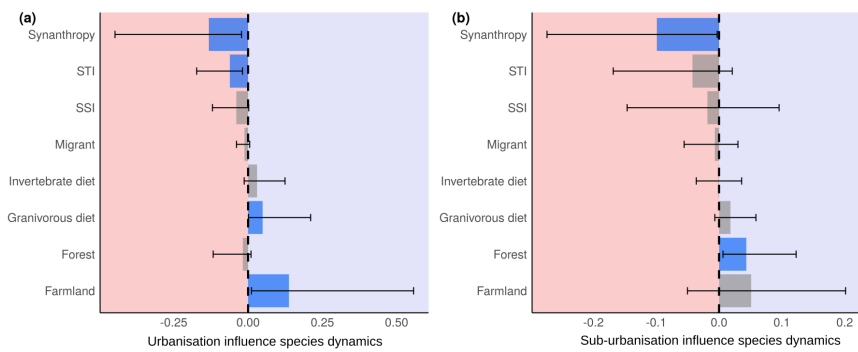 (a)
Synanthropy
STI
SSI
Migrant
Invertebrate diet
Granivorous diet
Forest
Farmland
-0.25 0.00 0.25 0.50
Urbanisation influence species dynamics
(b)
Synanthropy
STI
SSI
Migrant
Invertebrate diet
Granivorous diet
Forest
Farmland
-0.2 -0.1 0.0 0.1 0.2
Sub-urbanisation influence species dynamics